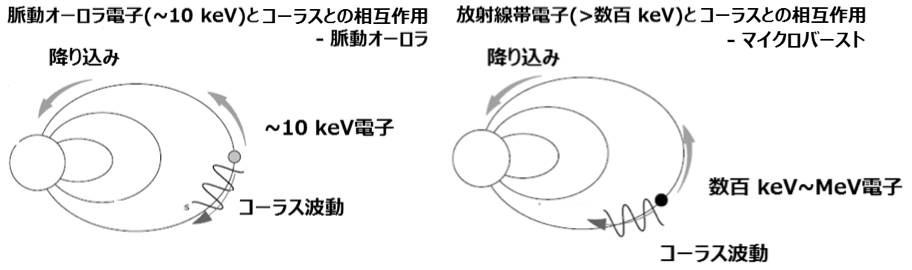 脈動オーロラ電子(~10 keV)とコーラスとの相互作用
- 脈動オーロラ
降り込み
~10 keV電子
s
コーラス波動
放射線帯電子(>数百 keV)とコーラスとの相互作用
- マイクロバースト
降り込み
数百 keV~MeV電子
コーラス波動